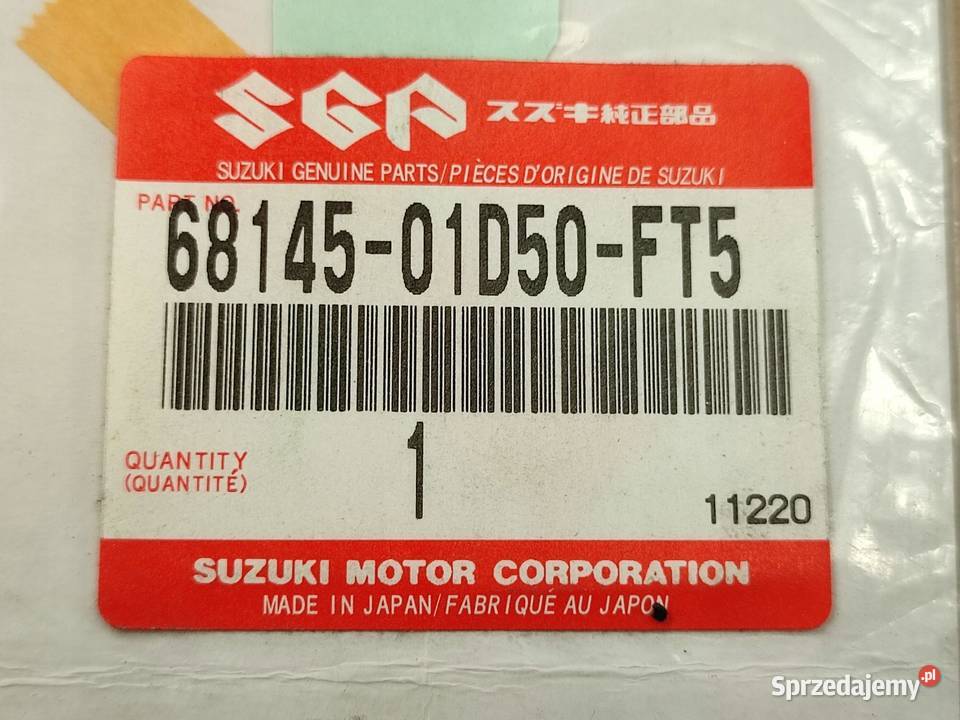 SGP スズキ純正部品
SUZUKI GENUINE PARTS/PIÈCES D'ORIGINE DE SUZUKI
PART NO.
68145-01D50-FT5
QUANTITY 1
(QUANTITÉ)
11220
SUZUKI MOTOR CORPORATION
MADE IN JAPAN/FABRIQUÉ AU JAPON
Sprzedajemy.pl